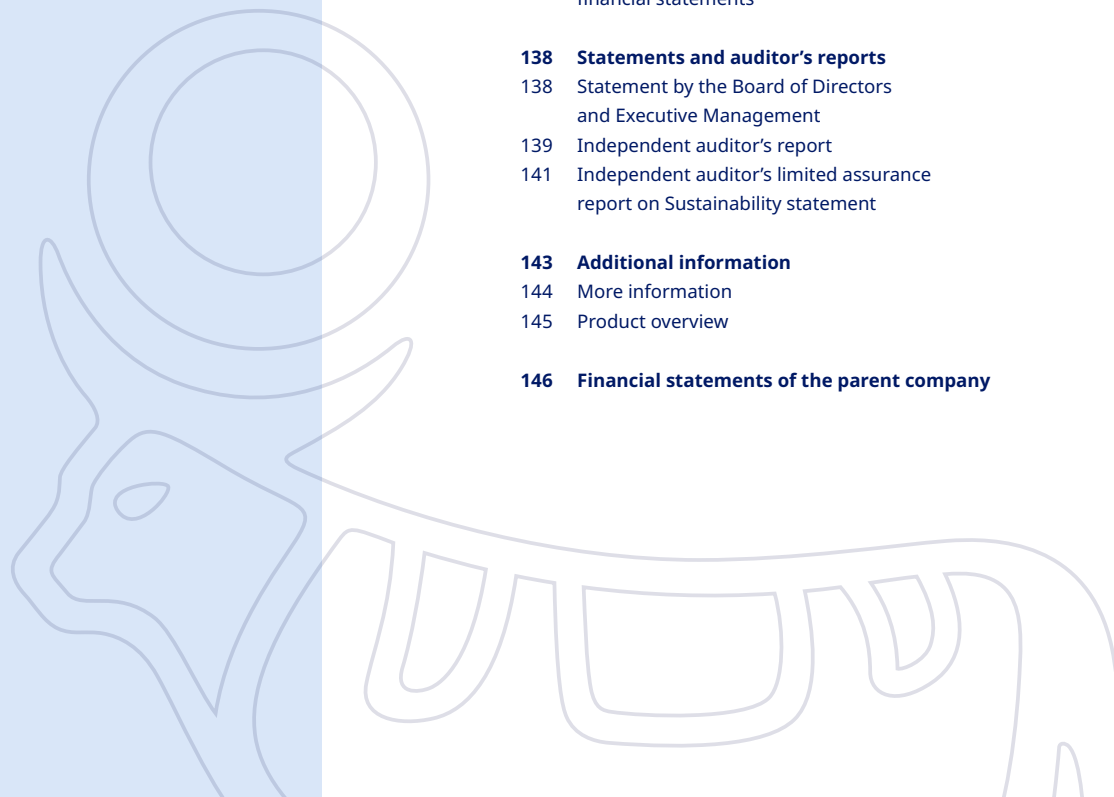 financial statements
138 Statements and auditor’s reports
138 Statement by the Board of Directors
and Executive Management
139 Independent auditor’s report
141 Independent auditor’s limited assurance
report on Sustainability statement
143 Additional information
144 More information
145 Product overview
146 Financial statements of the parent company